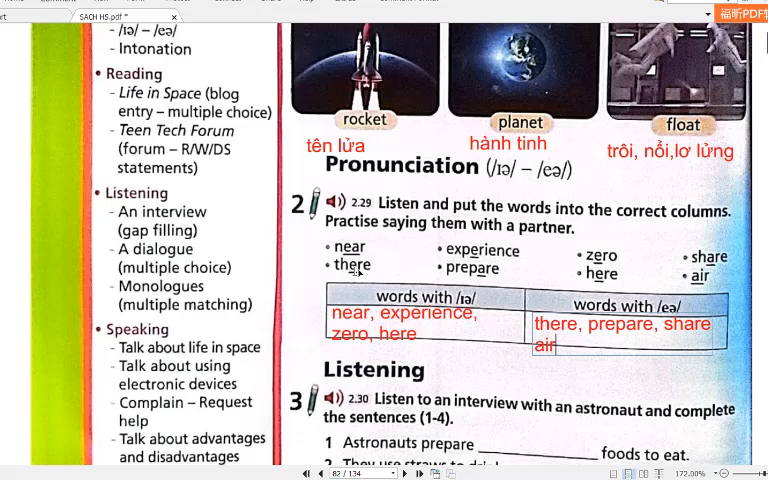 SACH HS.pdf *
福昕PDF
- /ɪə/ – /eə/
- Intonation
• Reading
- Life in Space (blog
entry – multiple choice)
- Teen Tech Forum
(forum – R/W/DS
statements)
• Listening
- An interview
(gap filling)
- A dialogue
(multiple choice)
- Monologues
(multiple matching)
• Speaking
- Talk about life in space
- Talk about using
electronic devices
- Complain – Request
help
- Talk about advantages
and disadvantages
rocket
planet
float
tên lửa
hành tinh
trôi, nổi,lơ lửng
Pronunciation (/ɪə/ – /eə/)
2 2.29 Listen and put the words into the correct columns.
Practise saying them with a partner.
• near • experience • zero • share
• there • prepare • here • air
words with /ɪə/
words with /eə/
near, experience,
zero, here
there, prepare, share
air
Listening
3 2.30 Listen to an interview with an astronaut and complete
the sentences (1-4).
1 Astronauts prepare ____________ foods to eat.
2 They use straws to
82 / 134
172.00%